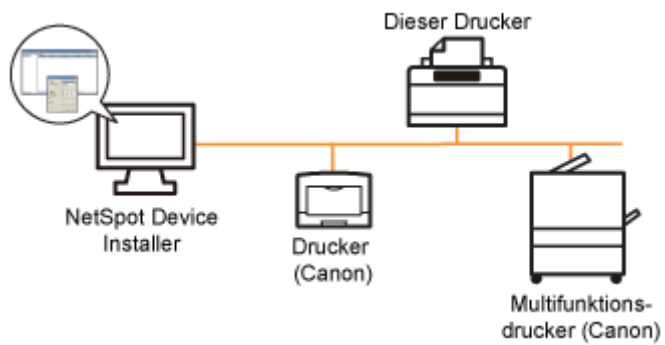 Dieser Drucker
NetSpot Device
Installer
Drucker
(Canon)
Multifunktions-
drucker (Canon)